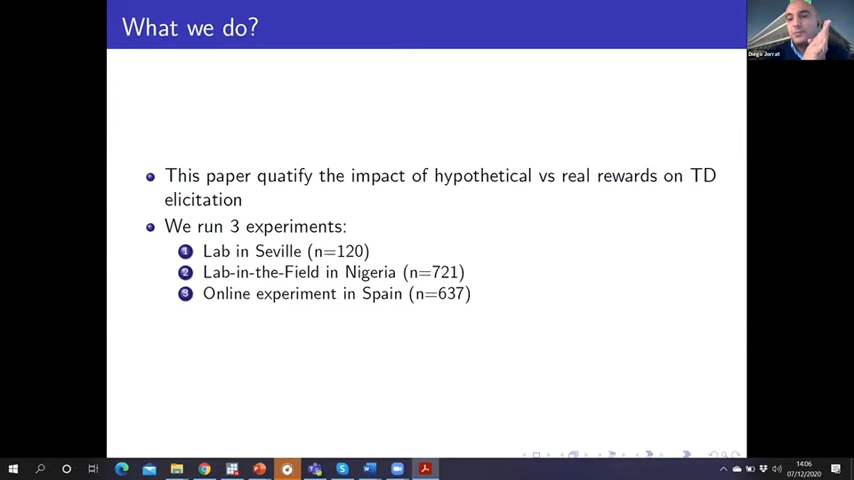 What we do?
Diego Jorrat
This paper quatify the impact of hypothetical vs real rewards on TD
elicitation
We run 3 experiments:
1 Lab in Seville (n=120)
2 Lab-in-the-Field in Nigeria (n=721)
3 Online experiment in Spain (n=637)
14:06
07/12/2020